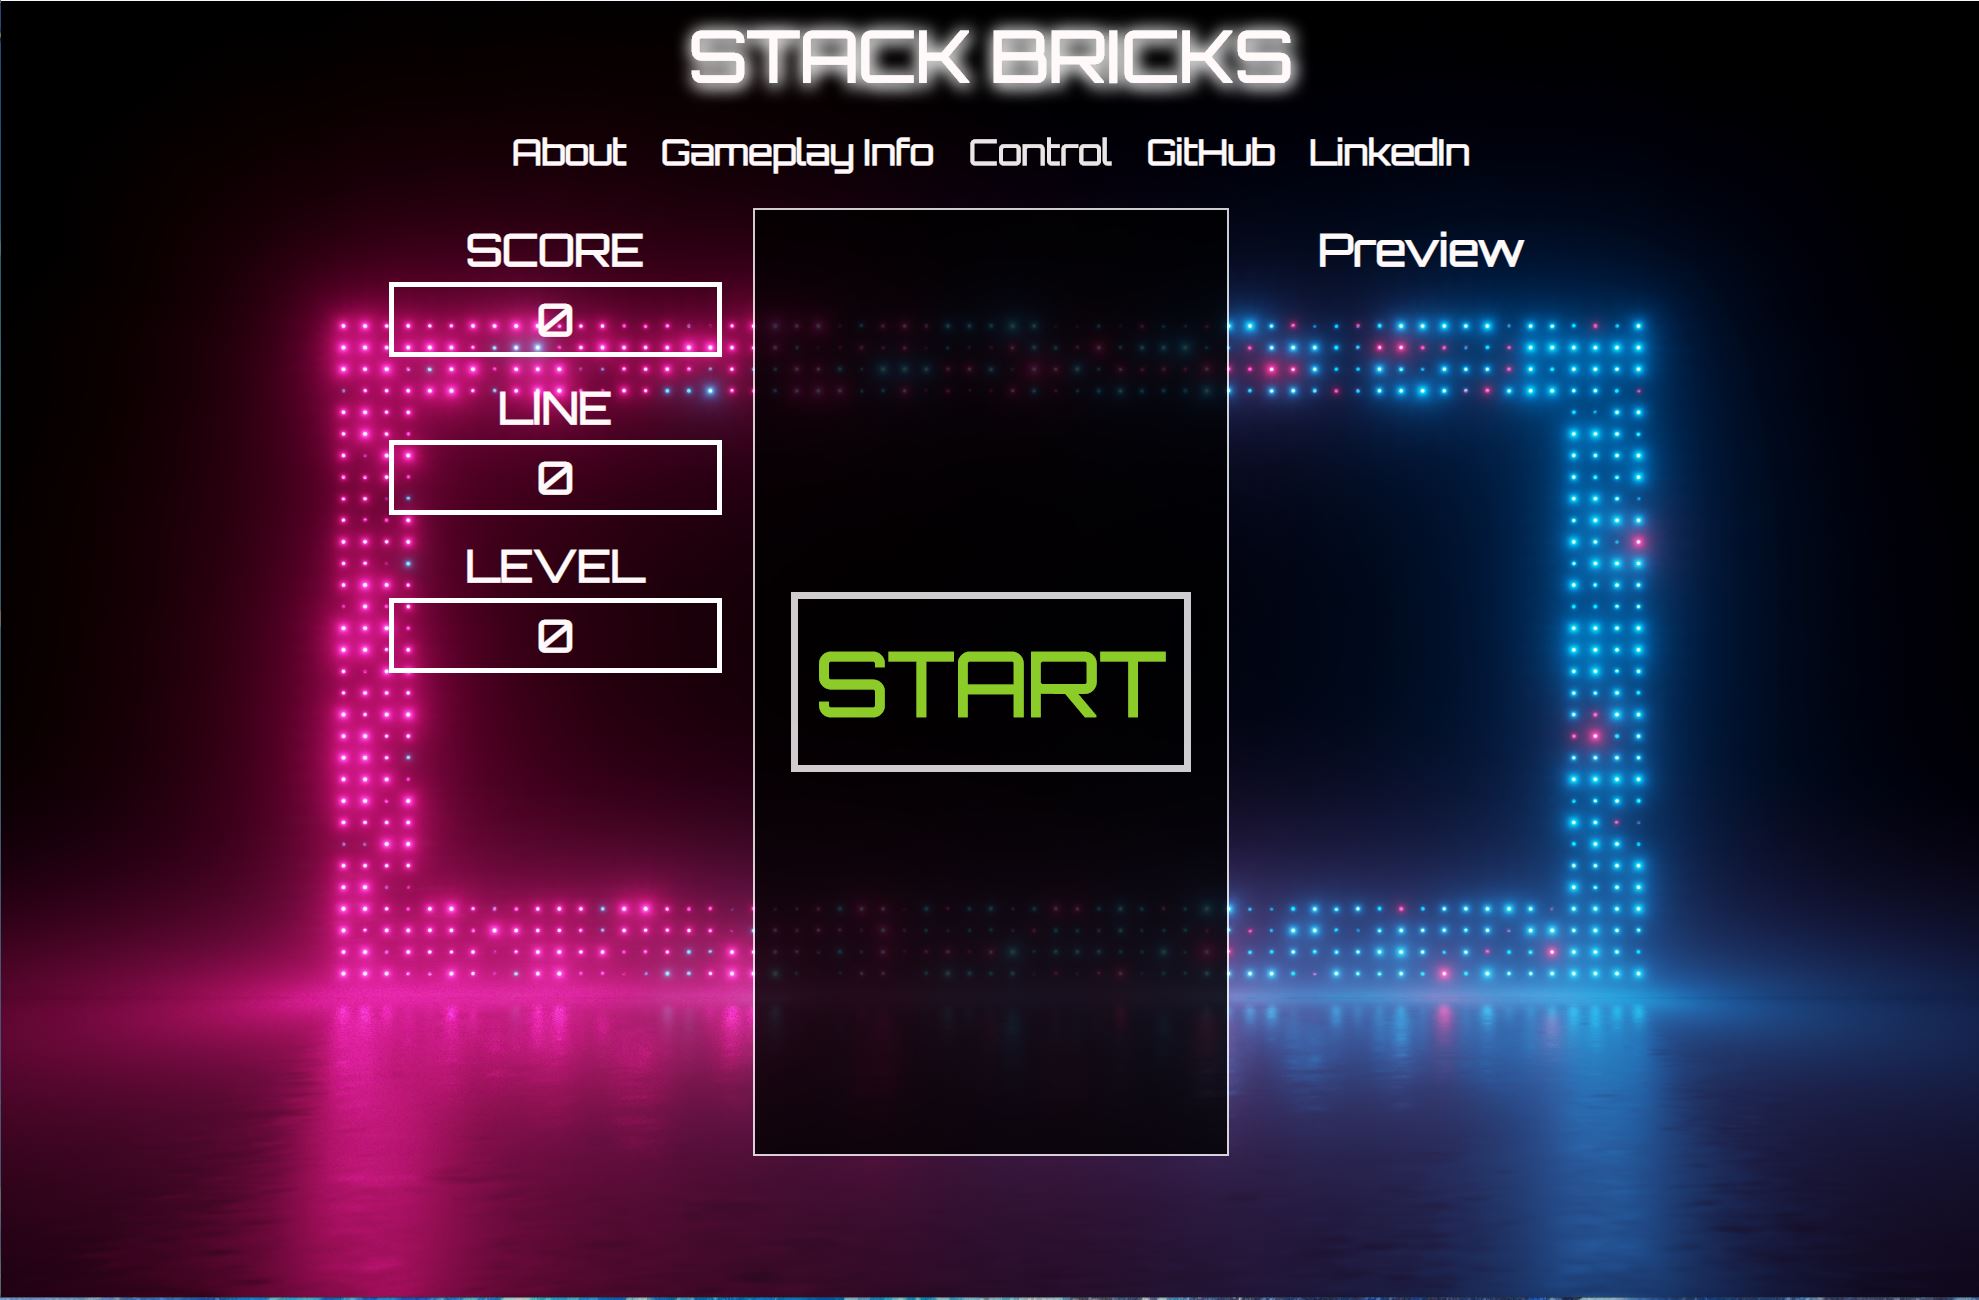 STACK BRICKS
About Gameplay Info Control GitHub LinkedIn
SCORE
0
LINE
0
LEVEL
0
START
Preview